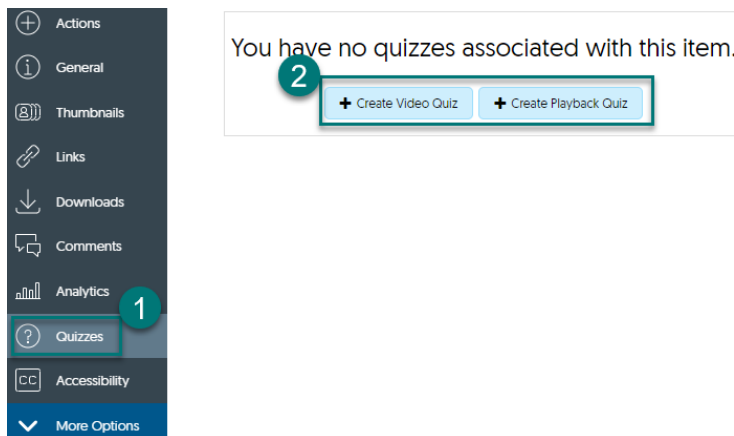 Actions
General
Thumbnails
Links
Downloads
Comments
Analytics
1
Quizzes
CC
Accessibility
More Options
You have no quizzes associated with this item.
2
+ Create Video Quiz
+ Create Playback Quiz